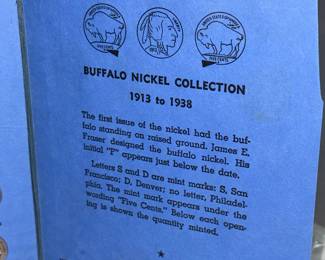 BUFFALO NICKEL COLLECTION
1913 to 1938
The first issue of the nickel had the buf-
falo standing on raised ground. James E.
Fraser designed the buffalo nickel. His
initial "F" appears just below the date.
Letters S and D are mint marks: S, San
Francisco; D, Denver; no letter, Philadel-
phia. The mint mark appears under the
wording "Five Cents." Below each open-
ing is shown the quantity minted.